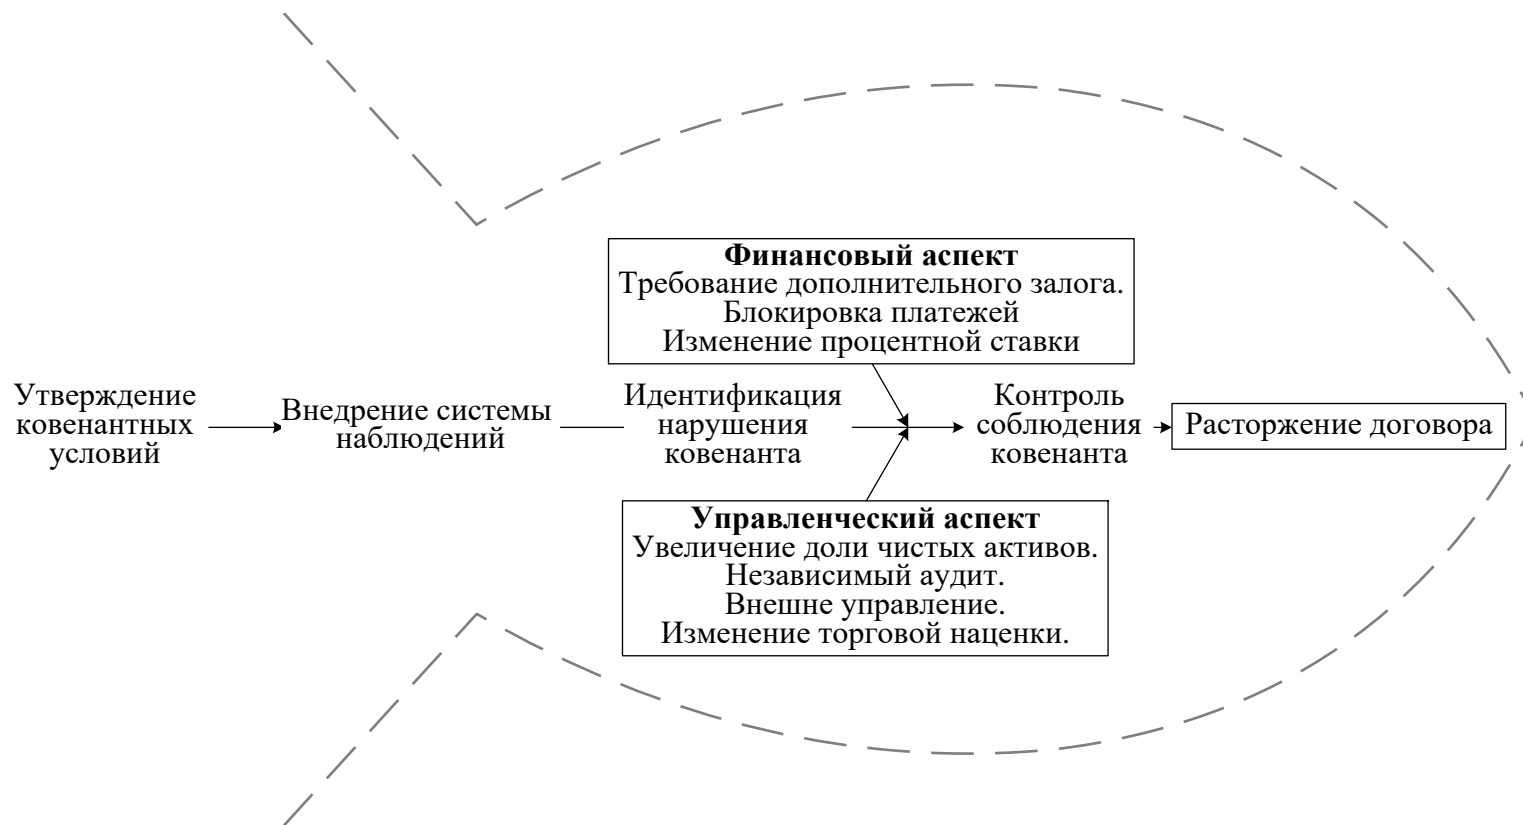 Финансовый аспект
Требование дополнительного залога.
Блокировка платежей
Изменение процентной ставки
Утверждение
ковенантных
условий
Внедрение системы
наблюдений
Идентификация
нарушения
ковенанта
Контроль
соблюдения
ковенанта
Расторжение договора
Управленческий аспект
Увеличение доли чистых активов.
Независимый аудит.
Внешне управление.
Изменение торговой наценки.